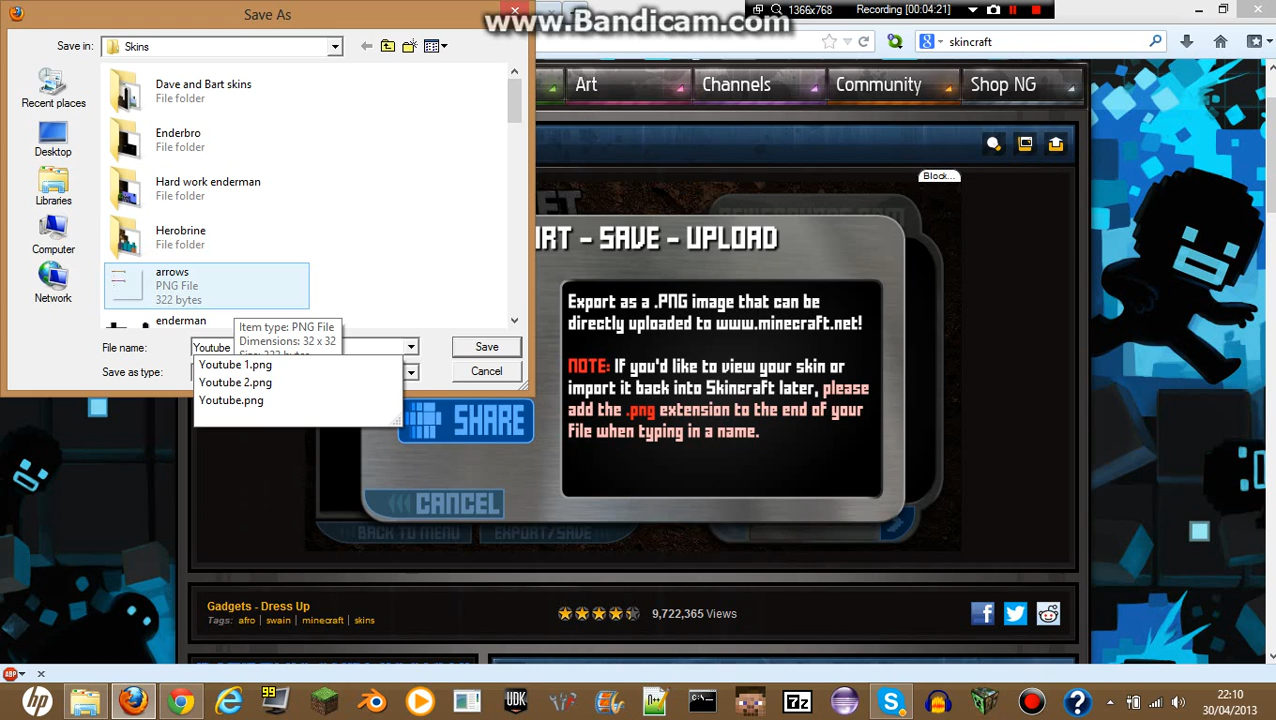 Save As
www.Bandicam.com
1366x768
Recording [00:04:21]
Save in:
Skins
skincraft
Recent places
Desktop
Libraries
Computer
Network
Dave and Bart skins
File folder
Enderbro
File folder
Hard work enderman
File folder
Herobrine
File folder
arrows
PNG File
322 bytes
enderman
Item type: PNG File
Dimensions: 32 x 32
File name:
Youtube
Save
Save as type:
Cancel
Youtube 1.png
Youtube 2.png
Youtube.png
Art
Channels
Community
Shop NG
Block...
RT - SAVE - UPLOAD
Export as a .PNG image that can be
directly uploaded to www.minecraft.net!
NOTE: If you'd like to view your skin or
import it back into Skincraft later, please
add the .png extension to the end of your
file when typing in a name.
SHARE
CANCEL
BACK TO MENU
EXPORT/SAVE
Gadgets - Dress Up
Tags: afro | swain | minecraft | skins
9,722,365 Views
ABP
hp
99
UDK
7z
22:10
30/04/2013